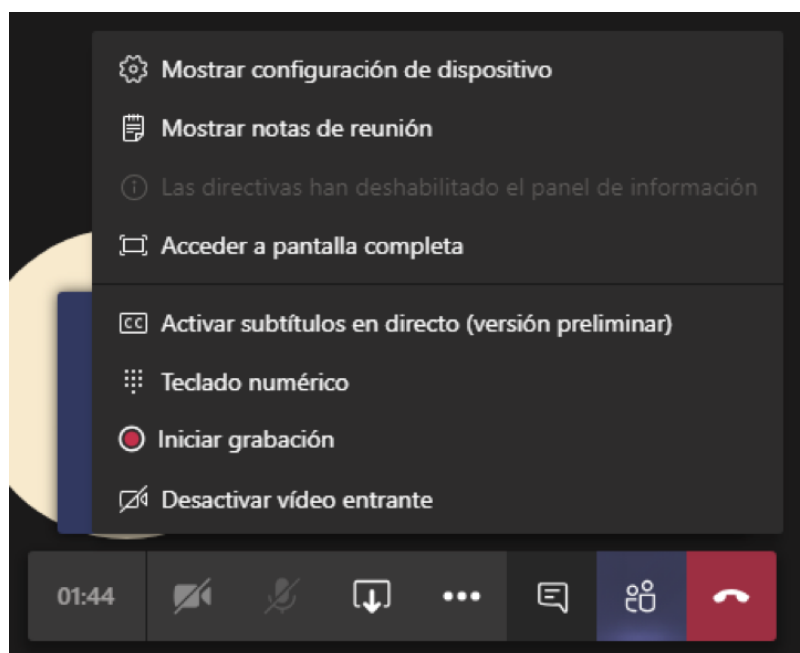 Mostrar configuración de dispositivo
Mostrar notas de reunión
Las directivas han deshabilitado el panel de información
Acceder a pantalla completa
CC Activar subtítulos en directo (versión preliminar)
Teclado numérico
Iniciar grabación
Desactivar vídeo entrante
01:44